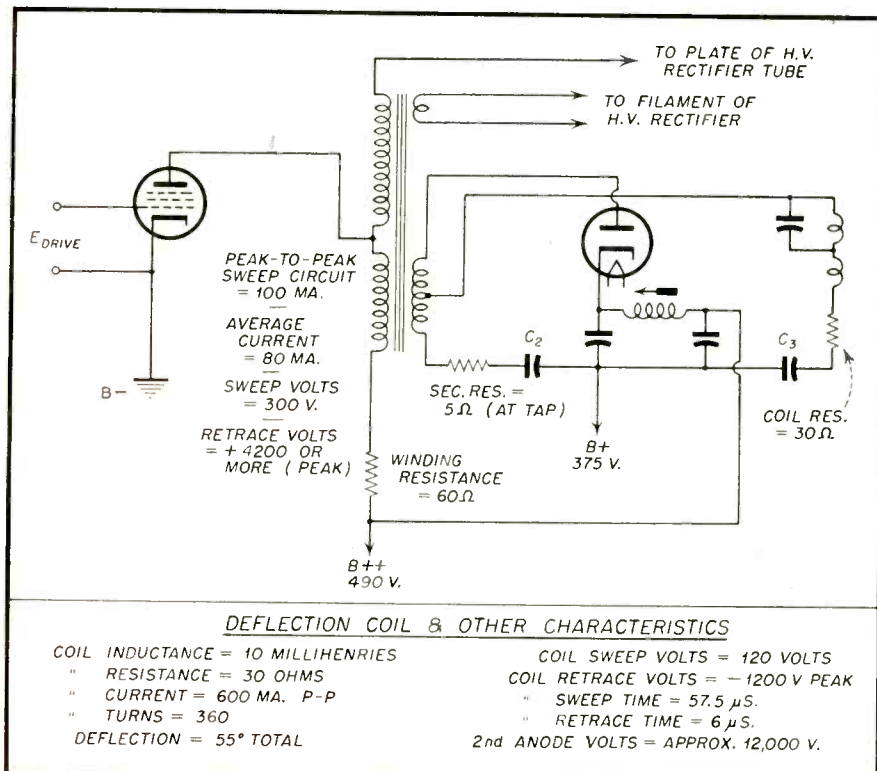 TO PLATE OF H.V.
RECTIFIER TUBE
TO FILAMENT OF
H.V. RECTIFIER
E DRIVE
PEAK-TO-PEAK
SWEEP CIRCUIT
= 100 MA.
AVERAGE
CURRENT
= 80 MA.
SWEEP VOLTS
= 300 V.
RETRACE VOLTS
= + 4200 OR
MORE ( PEAK)
B-
C2
C3
SEC. RES. =
5Ω (AT TAP)
COIL RES.
= 30Ω
B+
375 V.
WINDING
RESISTANCE
= 60Ω
B++
490 V.
DEFLECTION COIL & OTHER CHARACTERISTICS
COIL INDUCTANCE = 10 MILLIHENRIES
" RESISTANCE = 30 OHMS
" CURRENT = 600 MA. P-P
" TURNS = 360
DEFLECTION = 55° TOTAL
COIL SWEEP VOLTS = 120 VOLTS
COIL RETRACE VOLTS = -1200 V PEAK
" SWEEP TIME = 57.5 μS.
" RETRACE TIME = 6 μS.
2nd ANODE VOLTS = APPROX. 12,000 V.